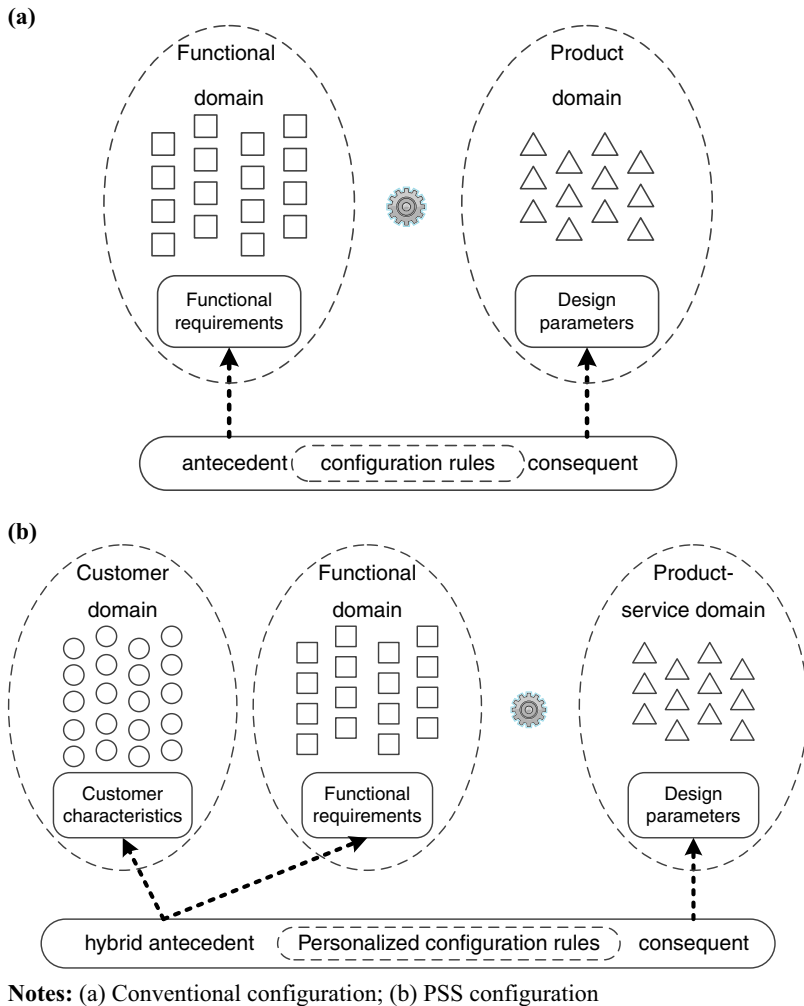 (a)
Functional
domain
Product
domain
Functional
requirements
Design
parameters
antecedent configuration rules consequent
(b)
Customer
domain
Functional
domain
Product-
service domain
Customer
characteristics
Functional
requirements
Design
parameters
hybrid antecedent Personalized configuration rules consequent
Notes: (a) Conventional configuration; (b) PSS configuration